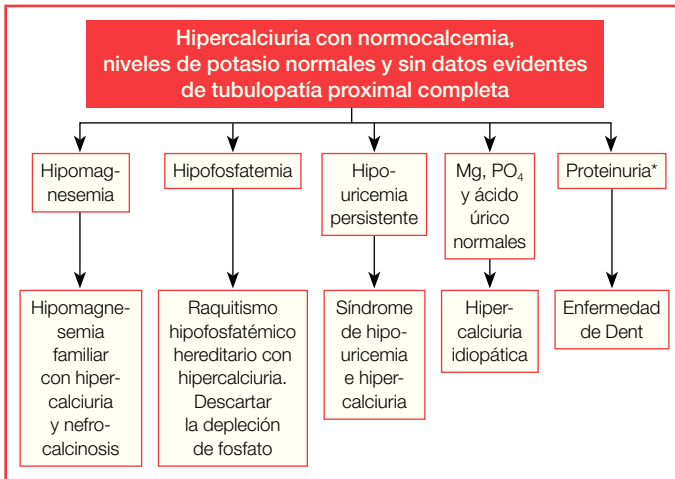 Hipercalciuria con normocalcemia,
niveles de potasio normales y sin datos evidentes
de tubulopatía proximal completa
Hipomag-
nesemia
Hipofosfatemia
Hipo-
uricemia
persistente
Mg, PO₄
y ácido
úrico
normales
Proteinuria*
Hipomagne-
semia
familiar
con hiper-
calciuria
y nefro-
calcinosis
Raquitismo
hipofosfatémico
hereditario con
hipercalciuria.
Descartar
la depleción
de fosfato
Síndrome
de hipo-
uricemia
e hiper-
calciuria
Hiper-
calciuria
idiopática
Enfermedad
de Dent